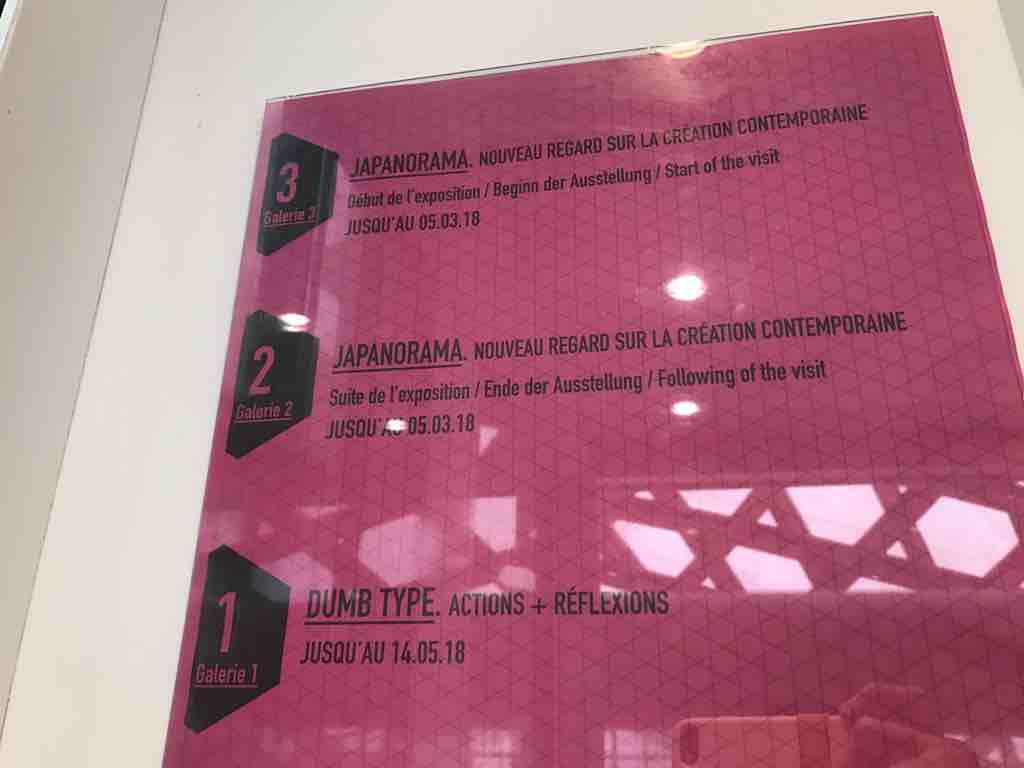 3
Galerie 3
JAPANORAMA. NOUVEAU REGARD SUR LA CRÉATION CONTEMPORAINE
Début de l'exposition / Beginn der Ausstellung / Start of the visit
JUSQU'AU 05.03.18
2
Galerie 2
JAPANORAMA. NOUVEAU REGARD SUR LA CRÉATION CONTEMPORAINE
Suite de l'exposition / Ende der Ausstellung / Following of the visit
JUSQU'AU 05.03.18
1
Galerie 1
DUMB TYPE. ACTIONS + RÉFLEXIONS
JUSQU'AU 14.05.18